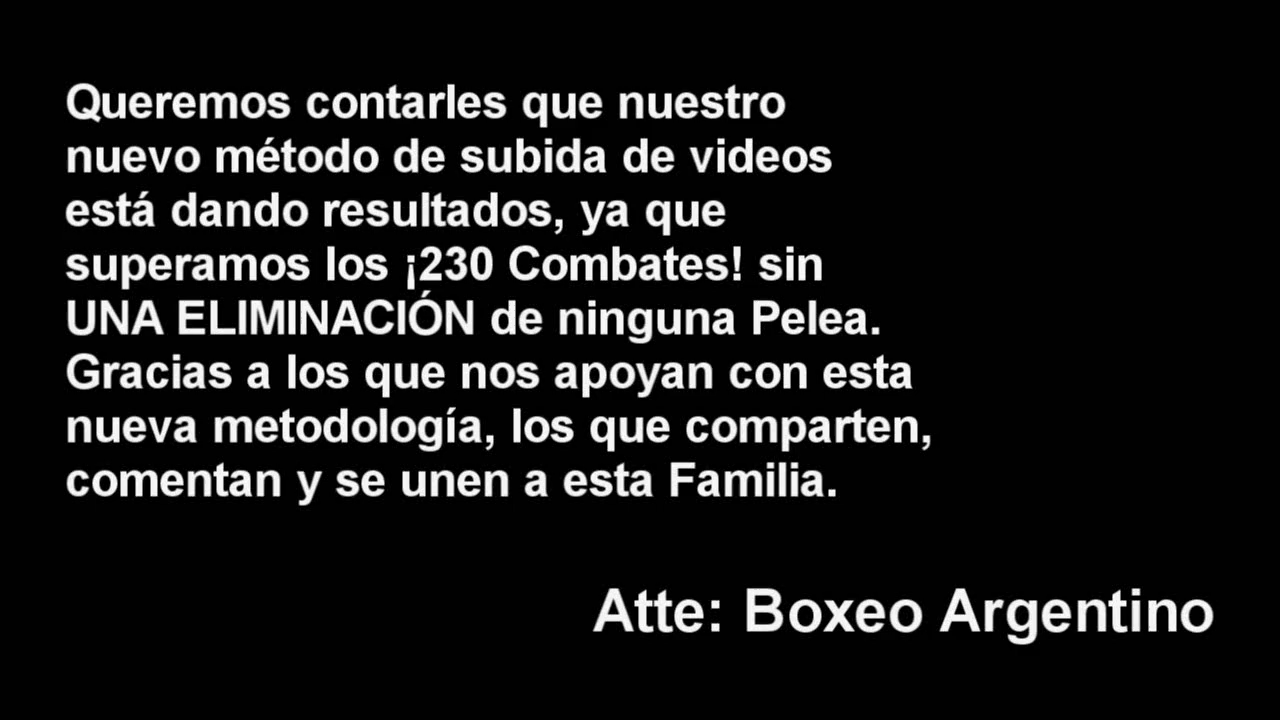 Queremos contarles que nuestro
nuevo método de subida de videos
está dando resultados, ya que
superamos los ¡230 Combates! sin
UNA ELIMINACIÓN de ninguna Pelea.
Gracias a los que nos apoyan con esta
nueva metodología, los que comparten,
comentan y se unen a esta Familia.
Atte: Boxeo Argentino